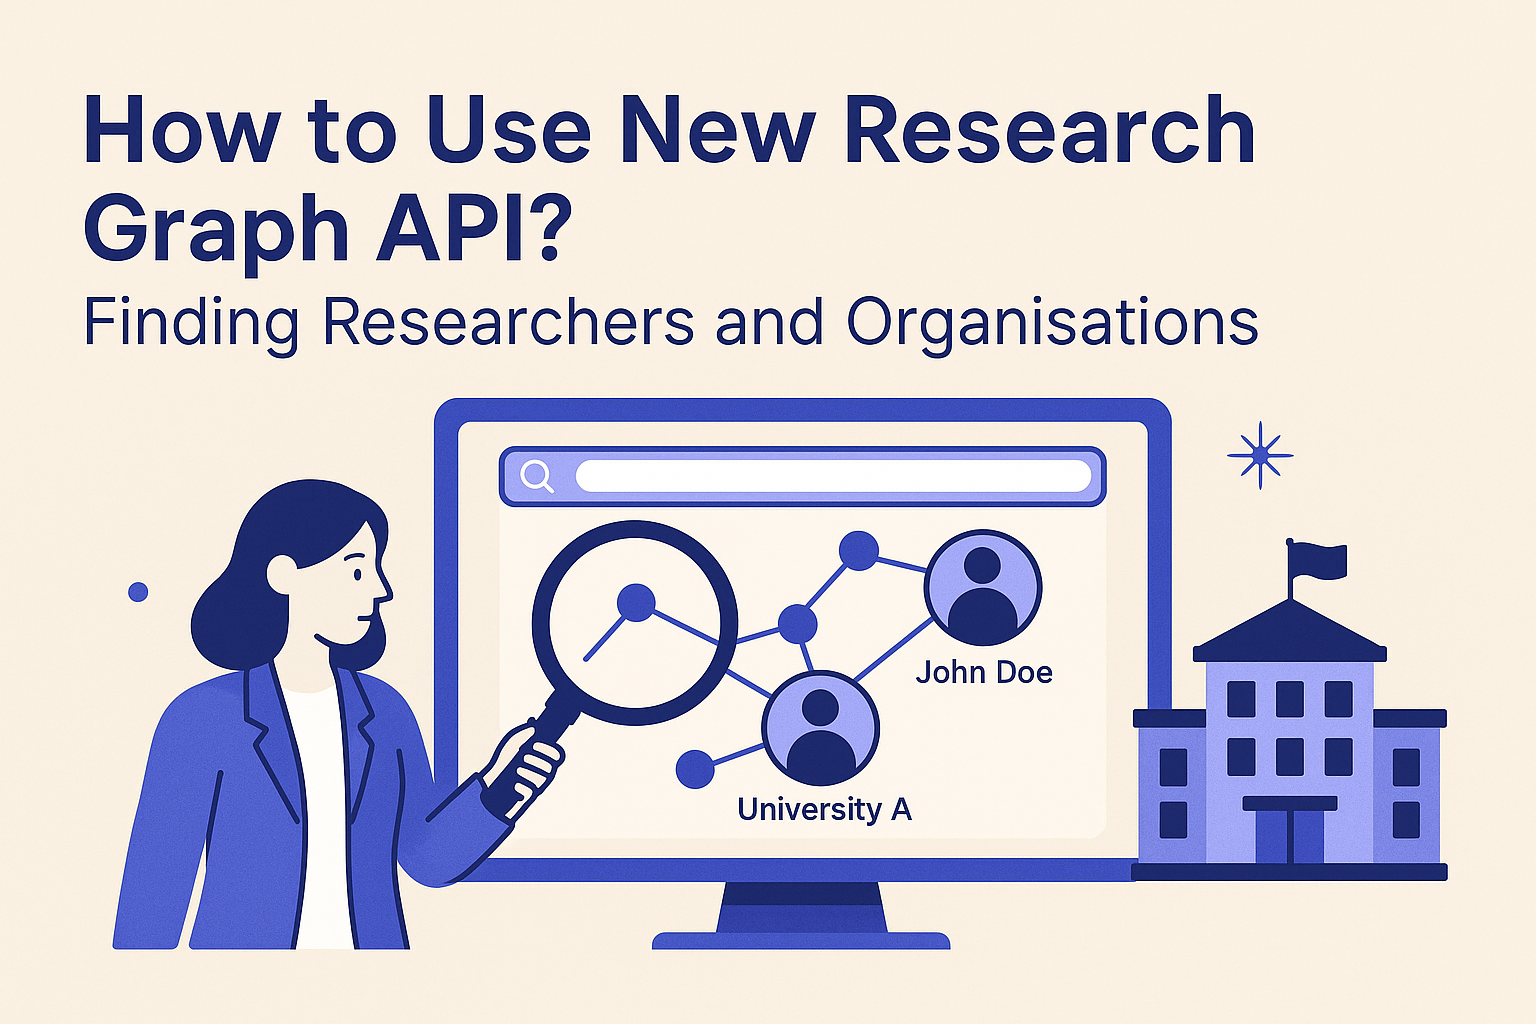 How to Use New Research
Graph API?
Finding Researchers and Organisations
John Doe
University A